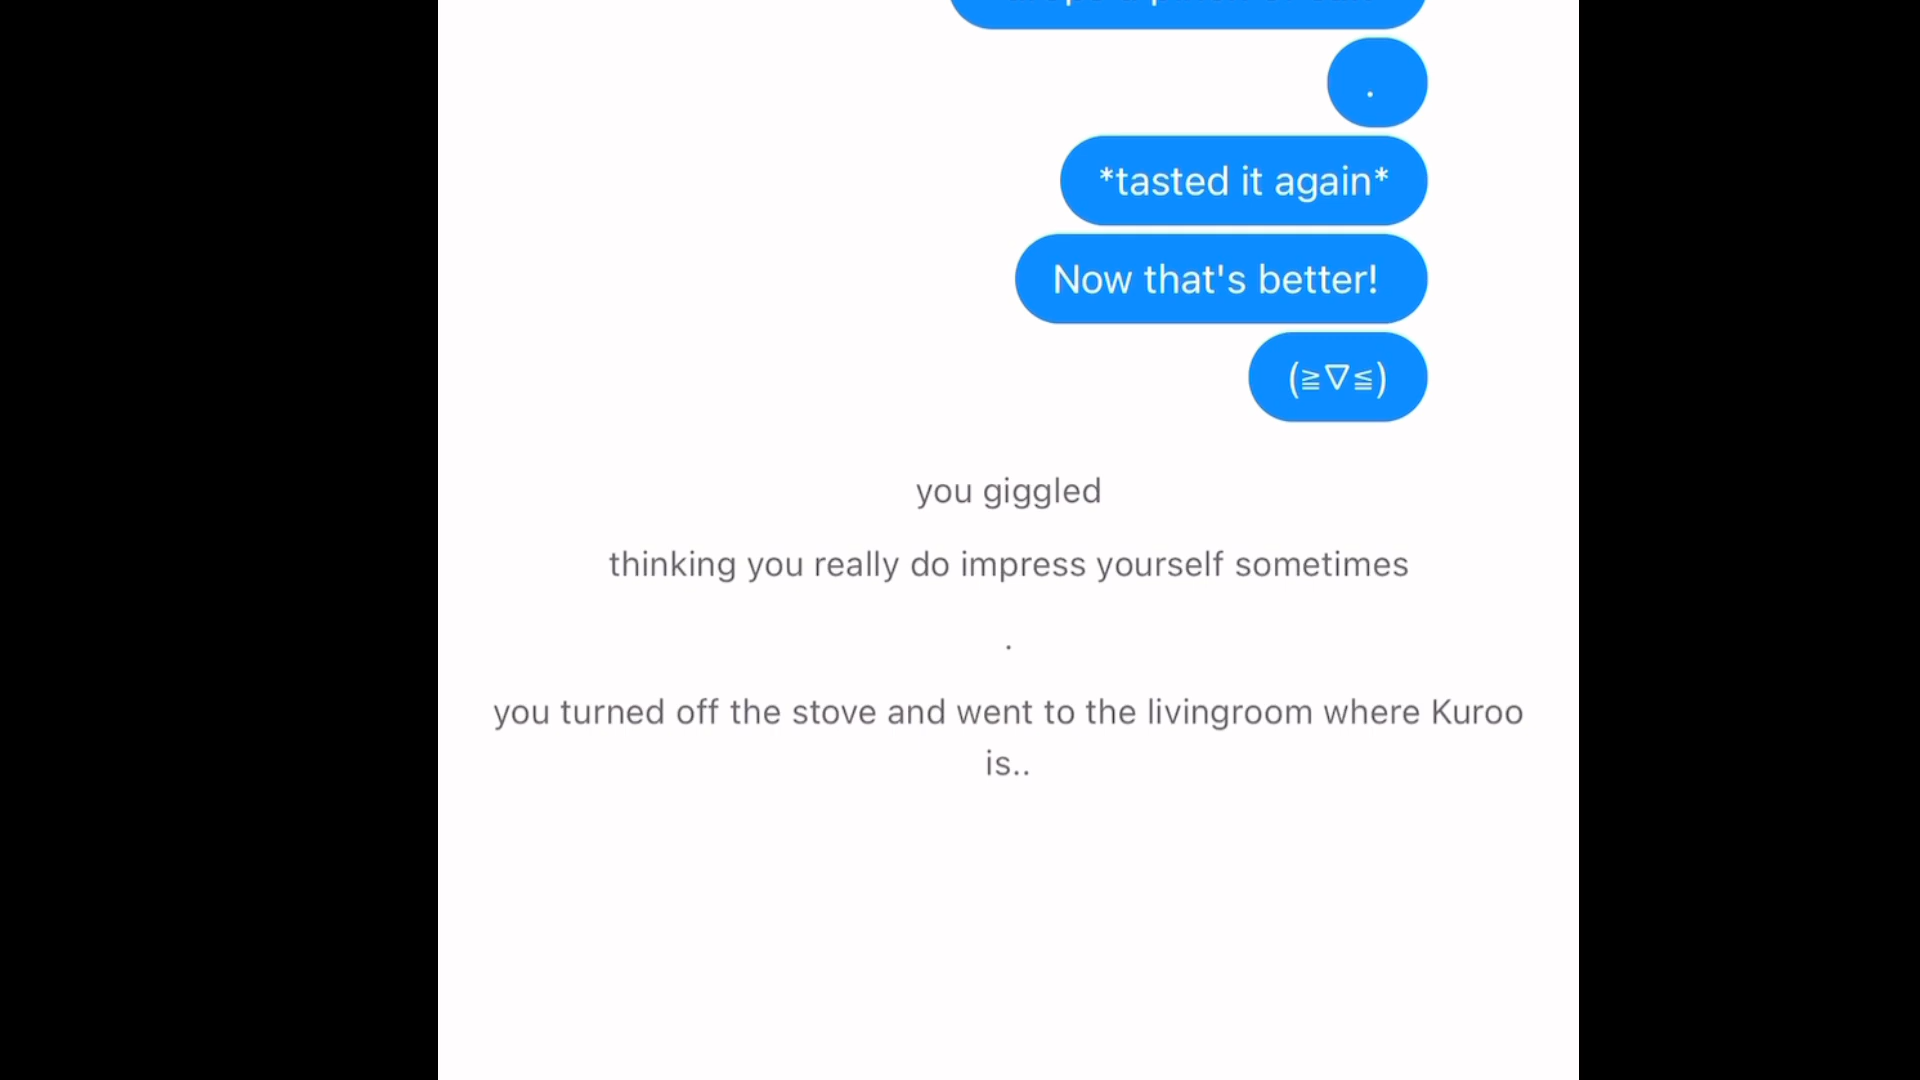 .
*tasted it again*
Now that's better!
(≧∇≦)
you giggled
thinking you really do impress yourself sometimes
.
you turned off the stove and went to the livingroom where Kuroo
is..